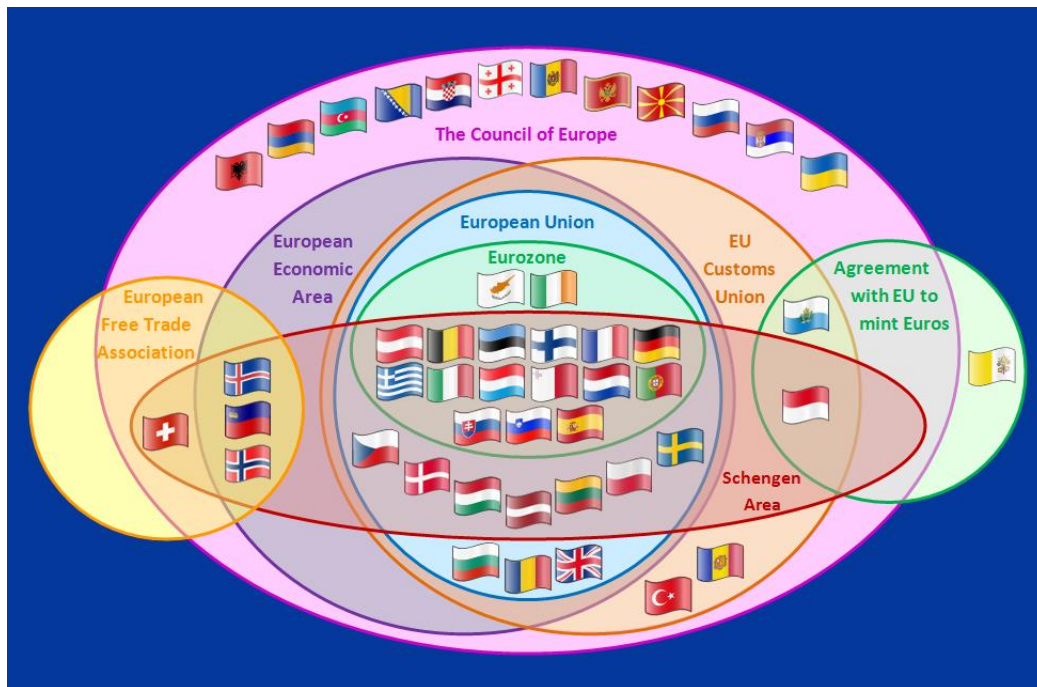 The Council of Europe
European Union
European
Economic
Area
EU
Customs
Union
Eurozone
Agreement
with EU to
mint Euros
European
Free Trade
Association
Schengen
Area